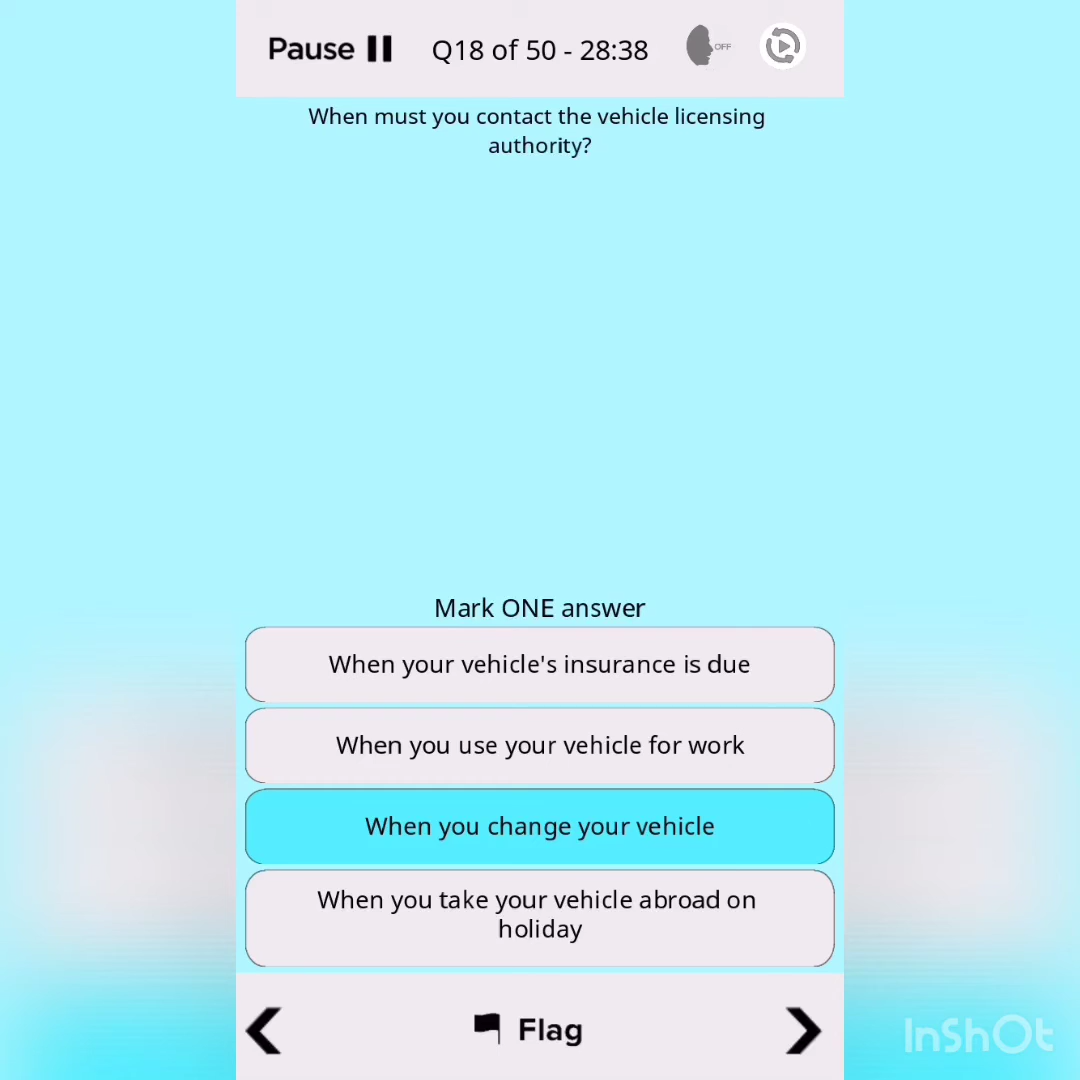 Pause Q18 of 50 - 28:38 OFF
When must you contact the vehicle licensing
authority?
Mark ONE answer
When your vehicle's insurance is due
When you use your vehicle for work
When you change your vehicle
When you take your vehicle abroad on
holiday
Flag
InShOt